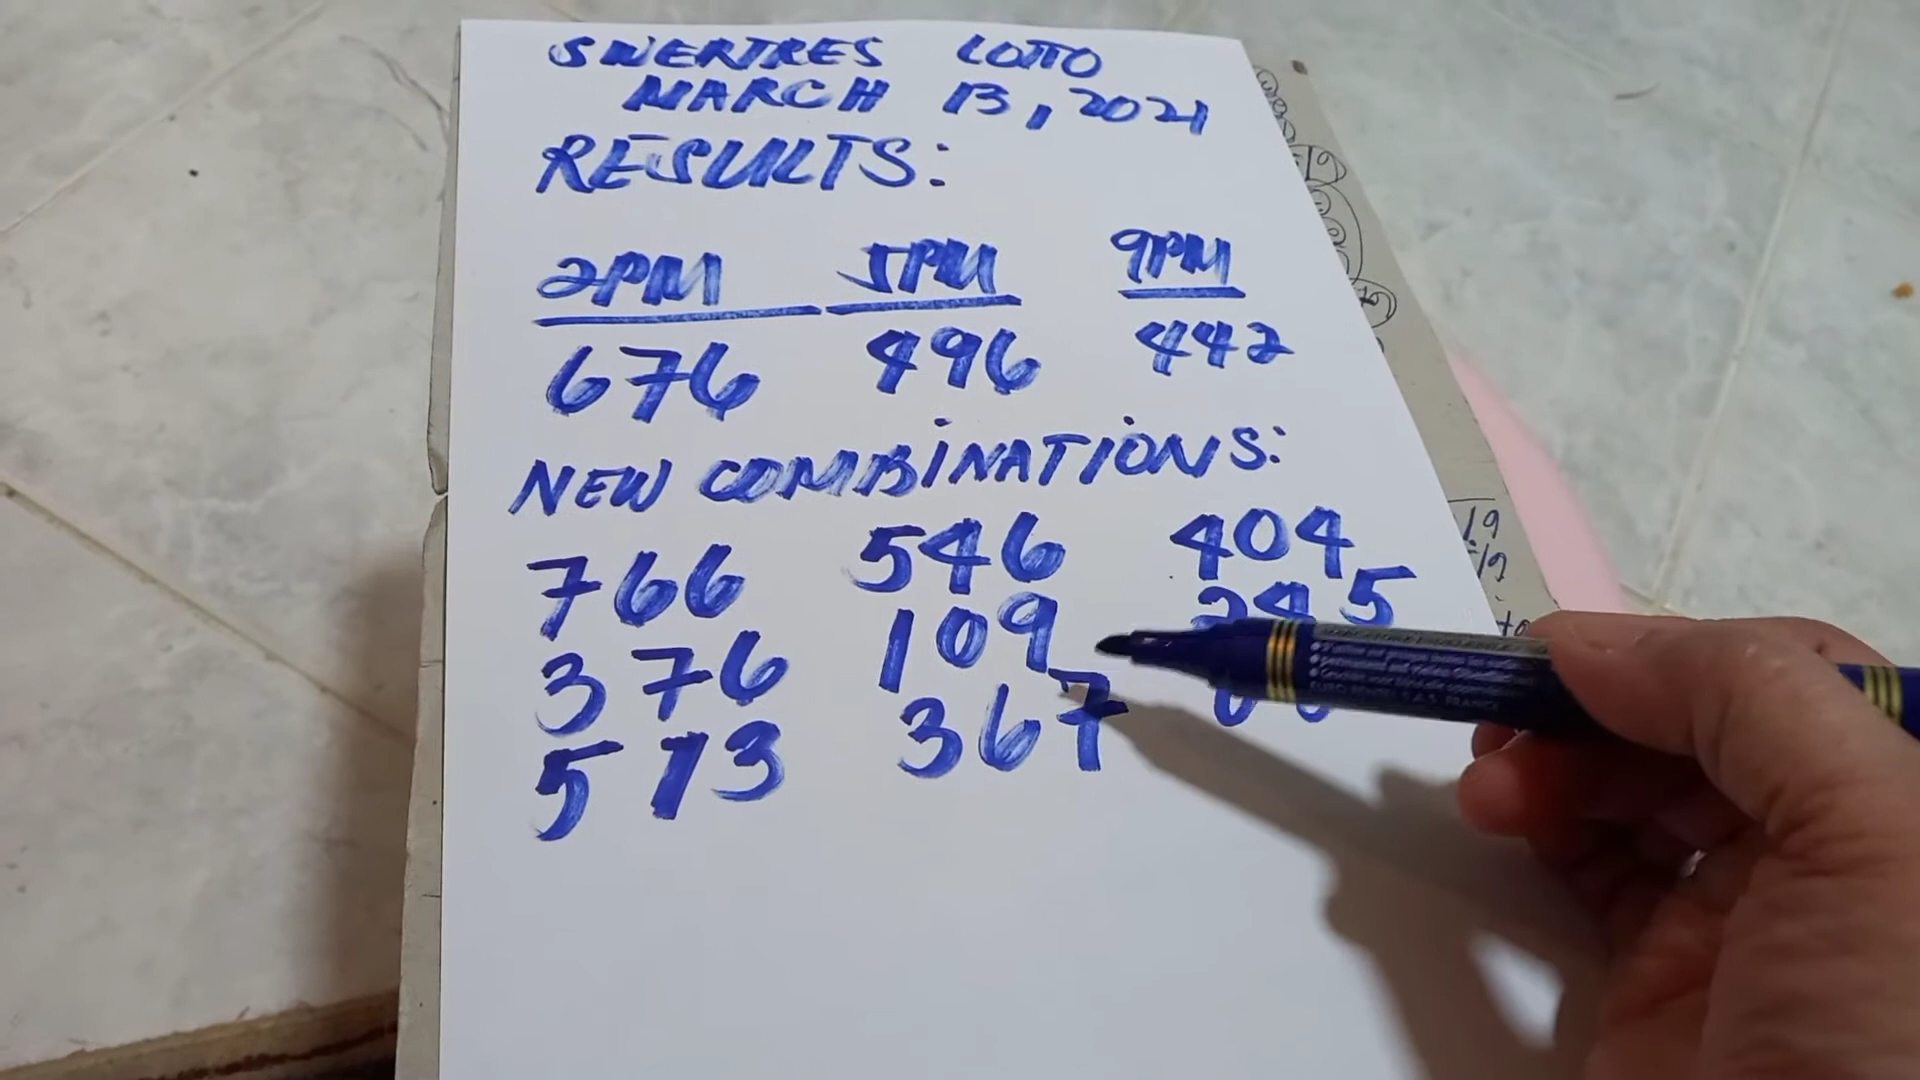 SWERTRES LOTTO
MARCH 13, 2021
RESULTS:
2PM 5PM 9PM
676 496 442
NEW COMBINATIONS:
766 546 404
376 109 245
573 367